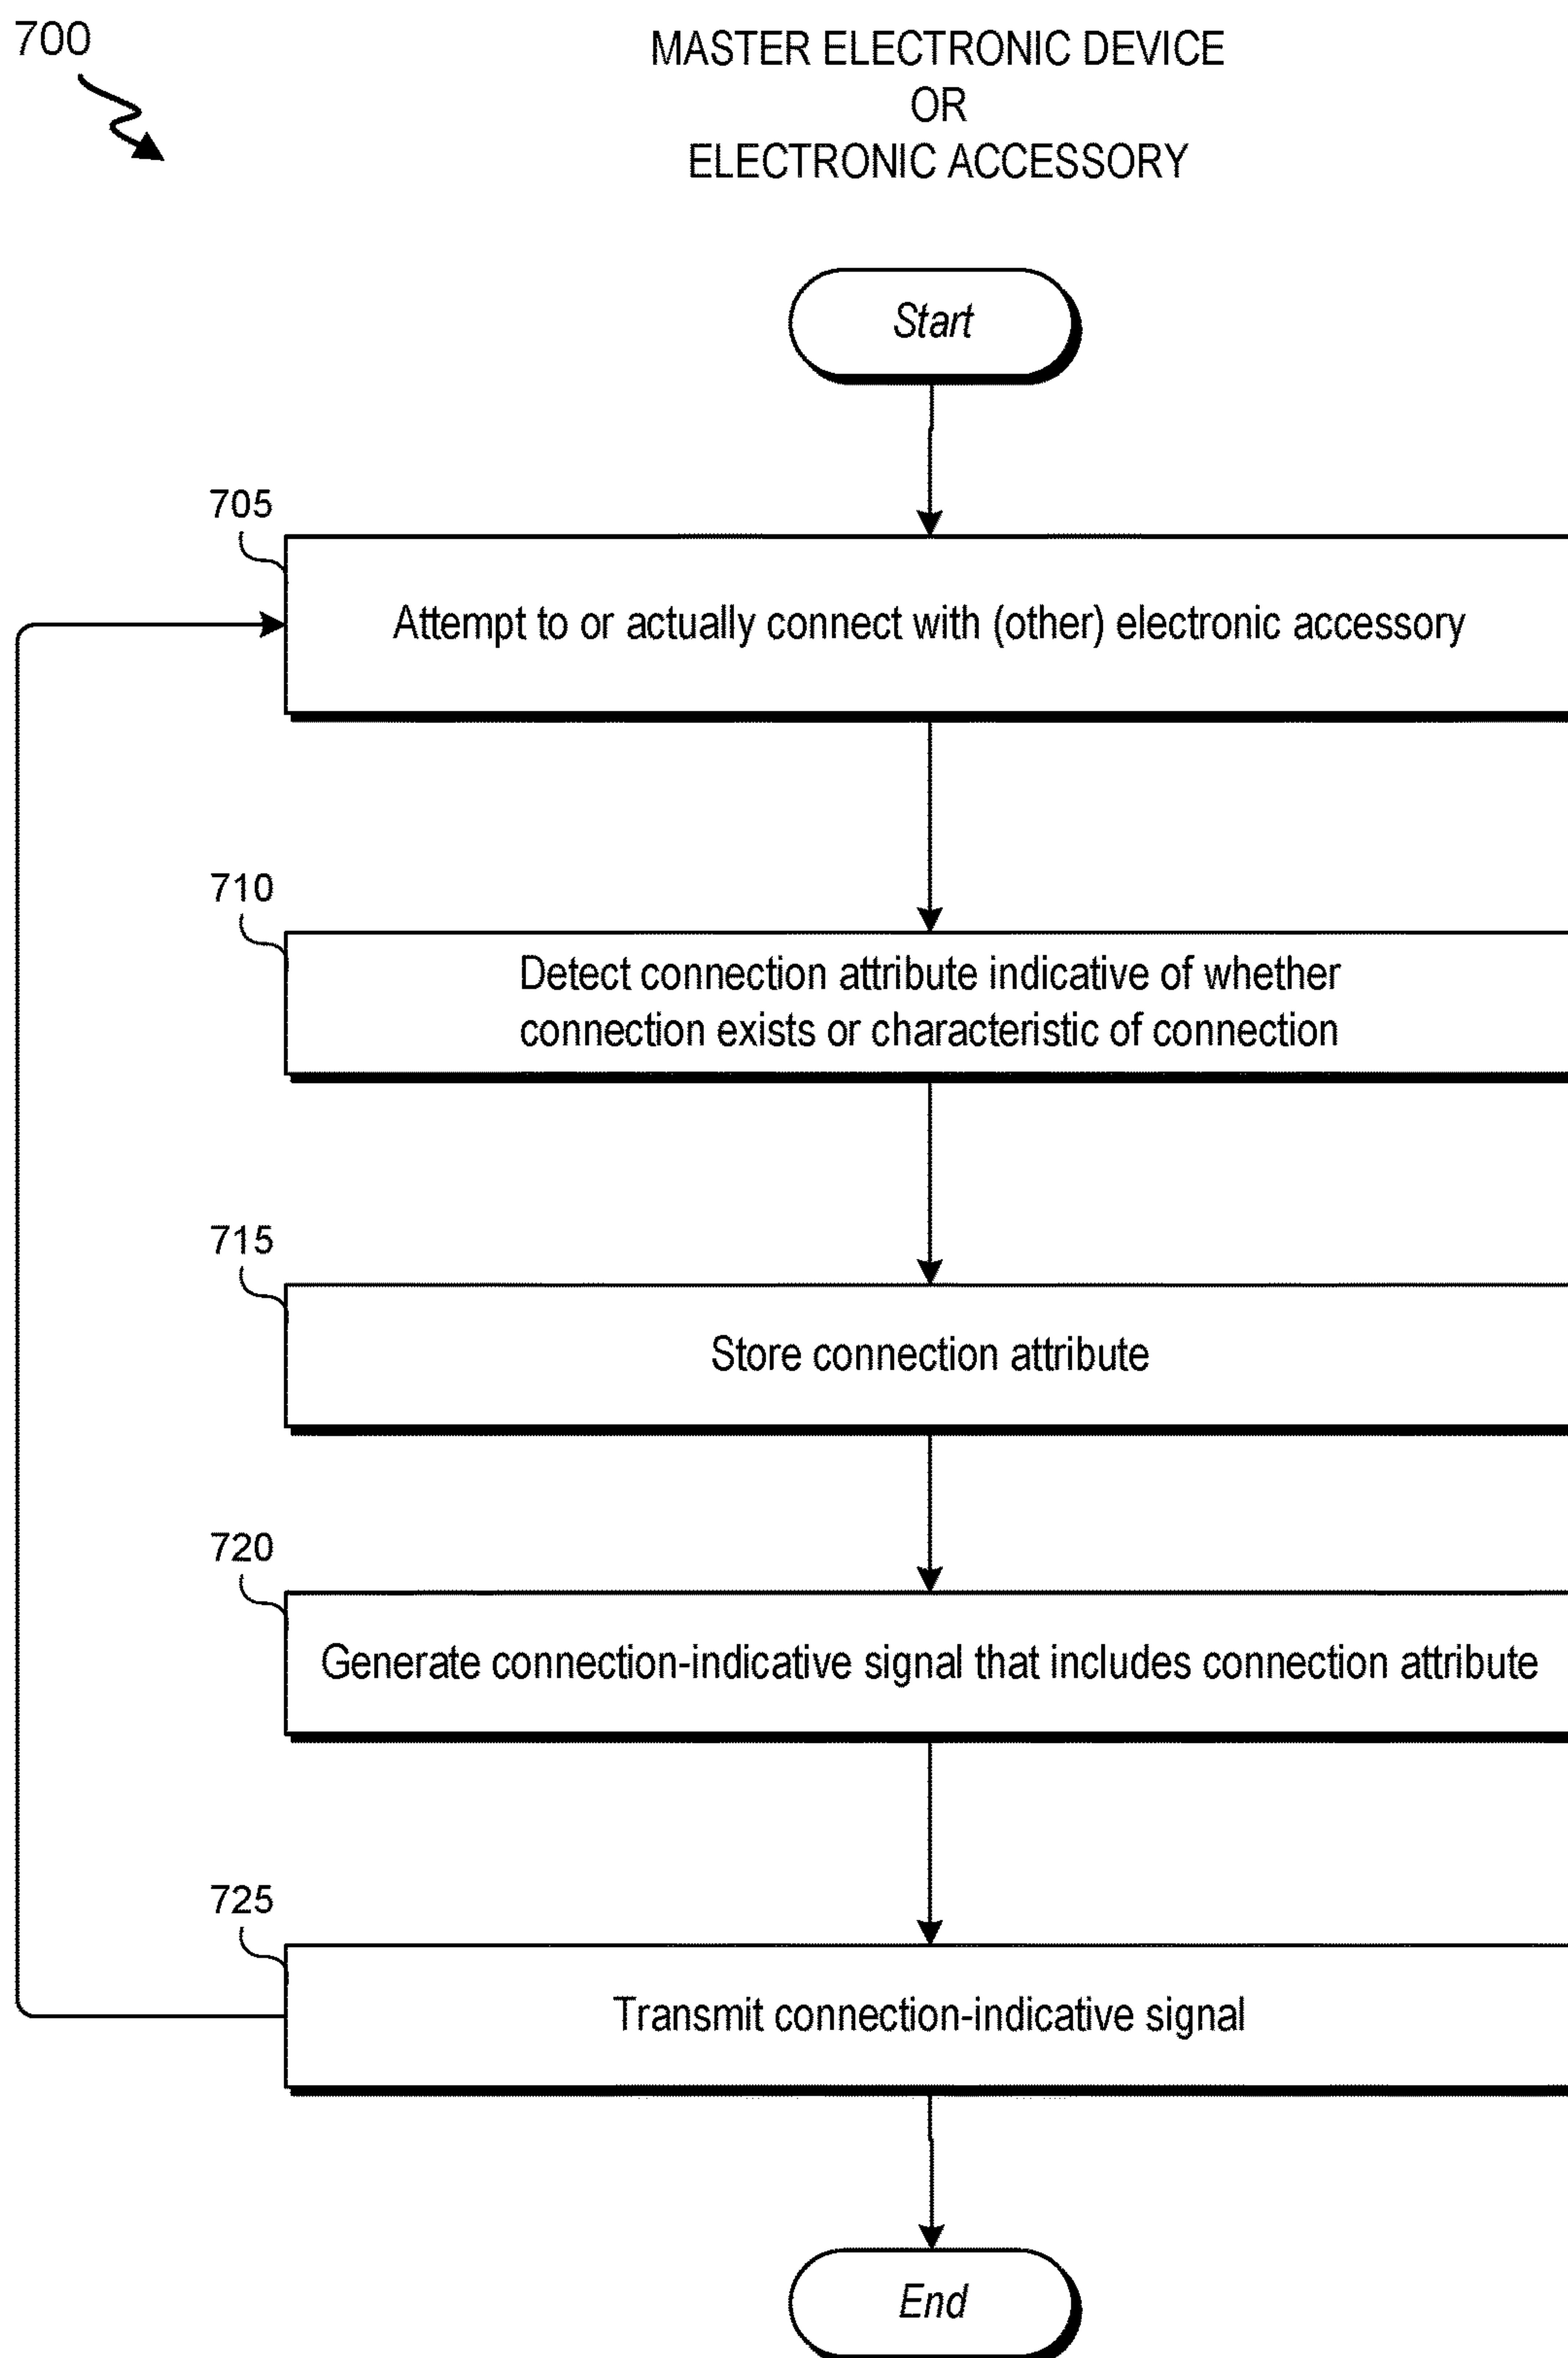 700
MASTER ELECTRONIC DEVICE
OR
ELECTRONIC ACCESSORY
Start
705
Attempt to or actually connect with (other) electronic accessory
710
Detect connection attribute indicative of whether
connection exists or characteristic of connection
715
Store connection attribute
720
Generate connection-indicative signal that includes connection attribute
725
Transmit connection-indicative signal
End